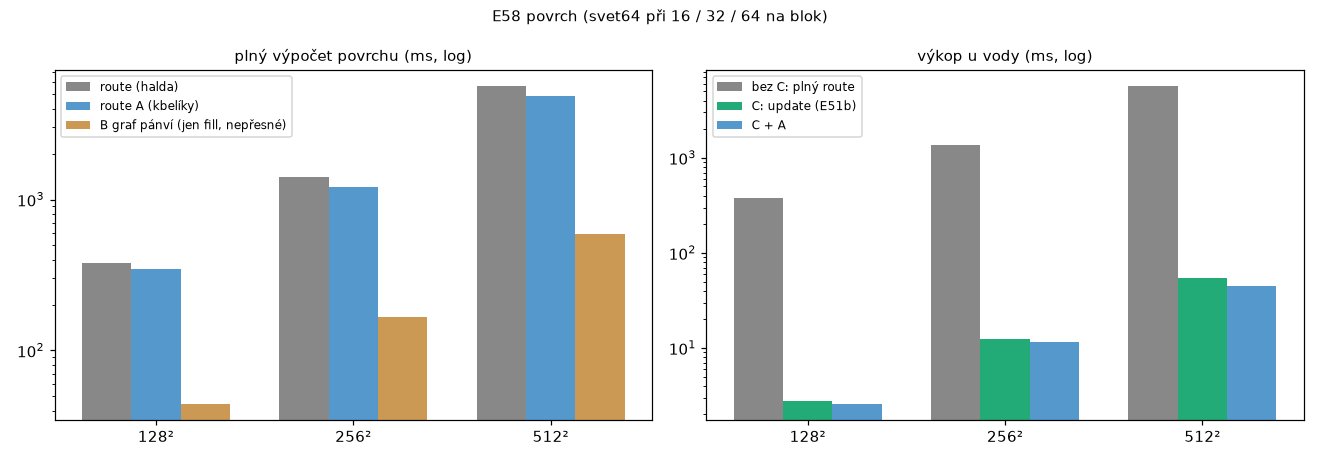 E58 povrch (svet64 při 16 / 32 / 64 na blok)
plný výpočet povrchu (ms, log)
route (halda)
route A (kbelíky)
B graf pánví (jen fill, nepřesné)
10³
10²
128²
256²
512²
výkop u vody (ms, log)
bez C: plný route
C: update (E51b)
C + A
10³
10²
10¹
128²
256²
512²